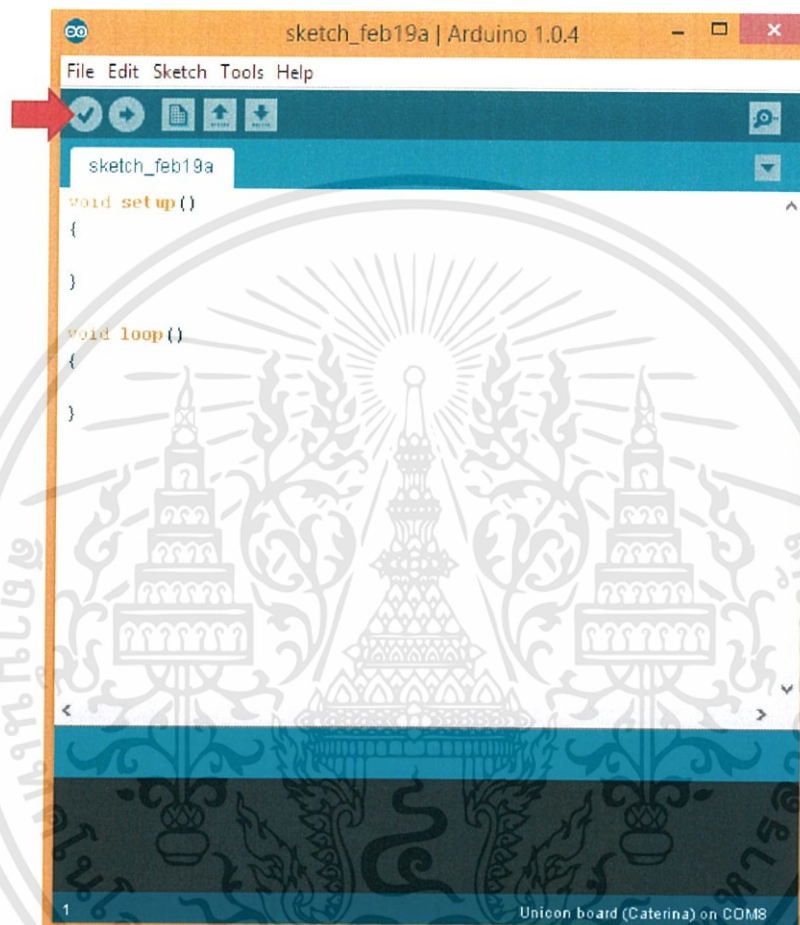 sketch_feb19a | Arduino 1.0.4
File Edit Sketch Tools Help
sketch_feb19a
void setup()
{
}
void loop()
{
}
1
Unicon board (Caterina) on COM8